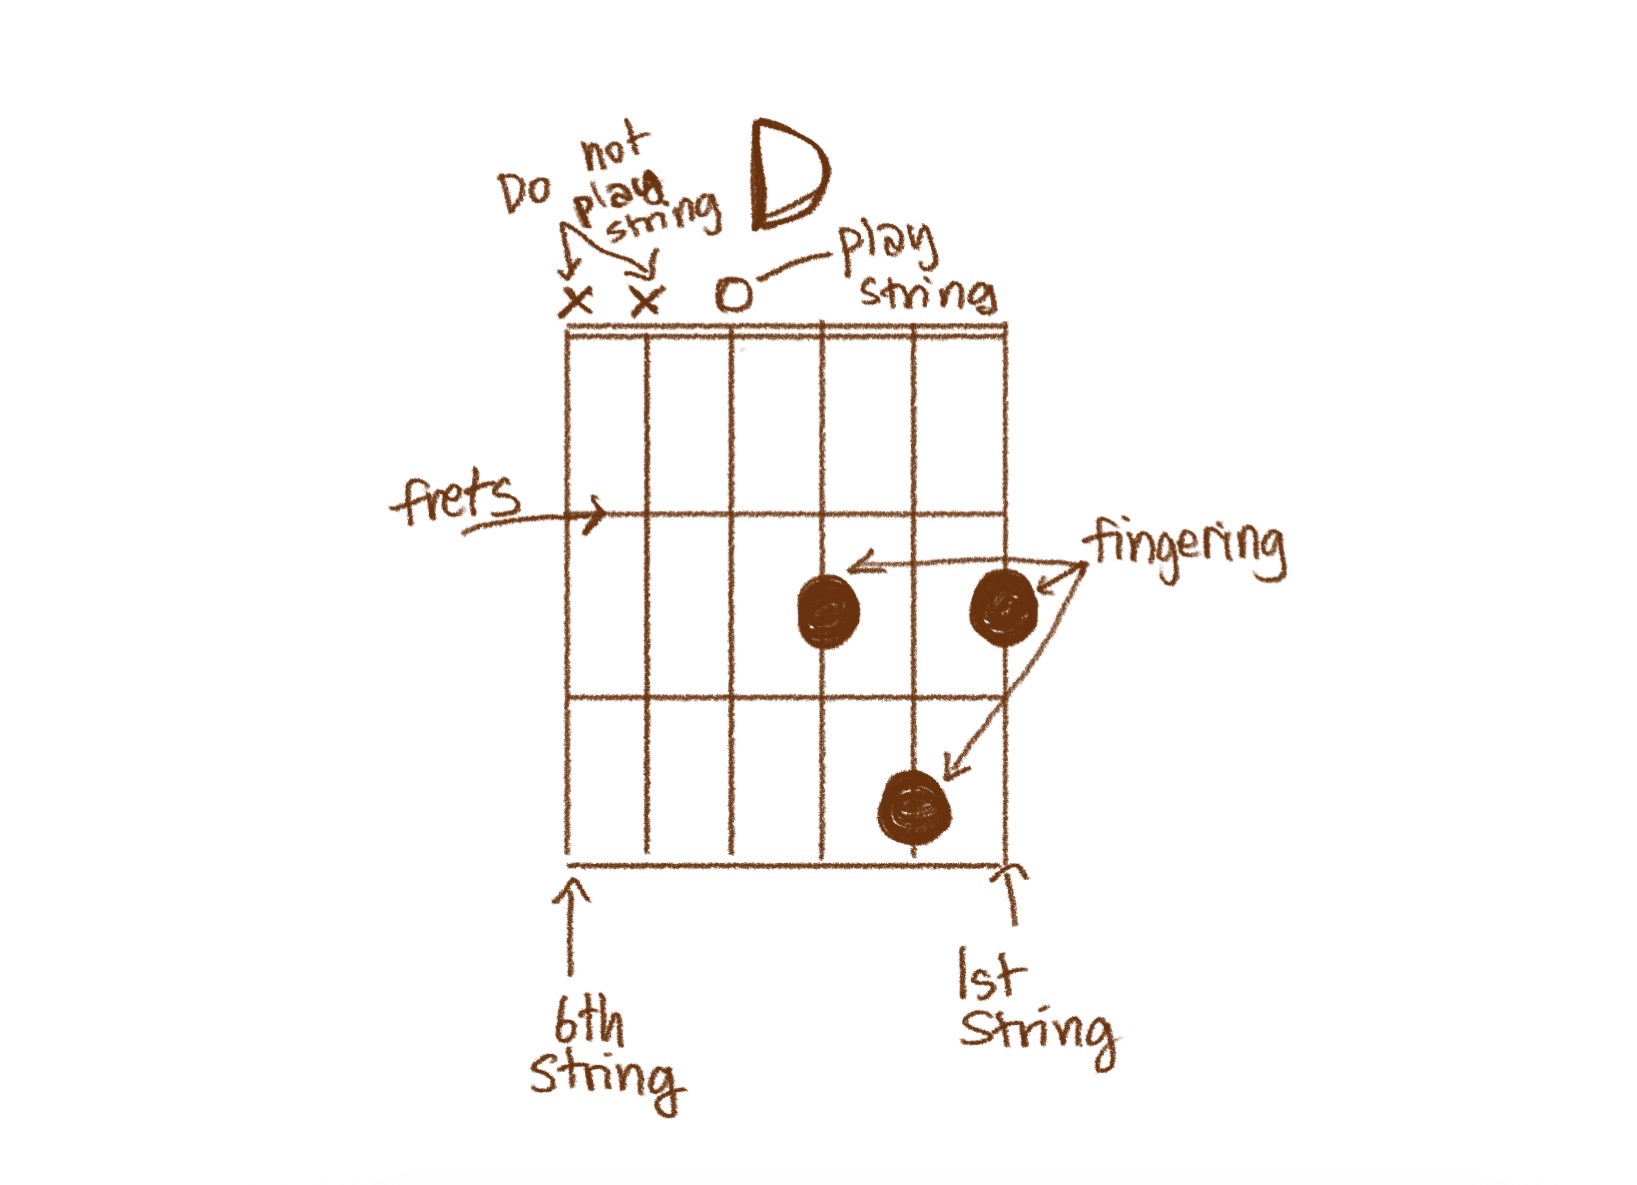 D
Do not
play
string
play
string
x x o
frets
fingering
6th
string
1st
string